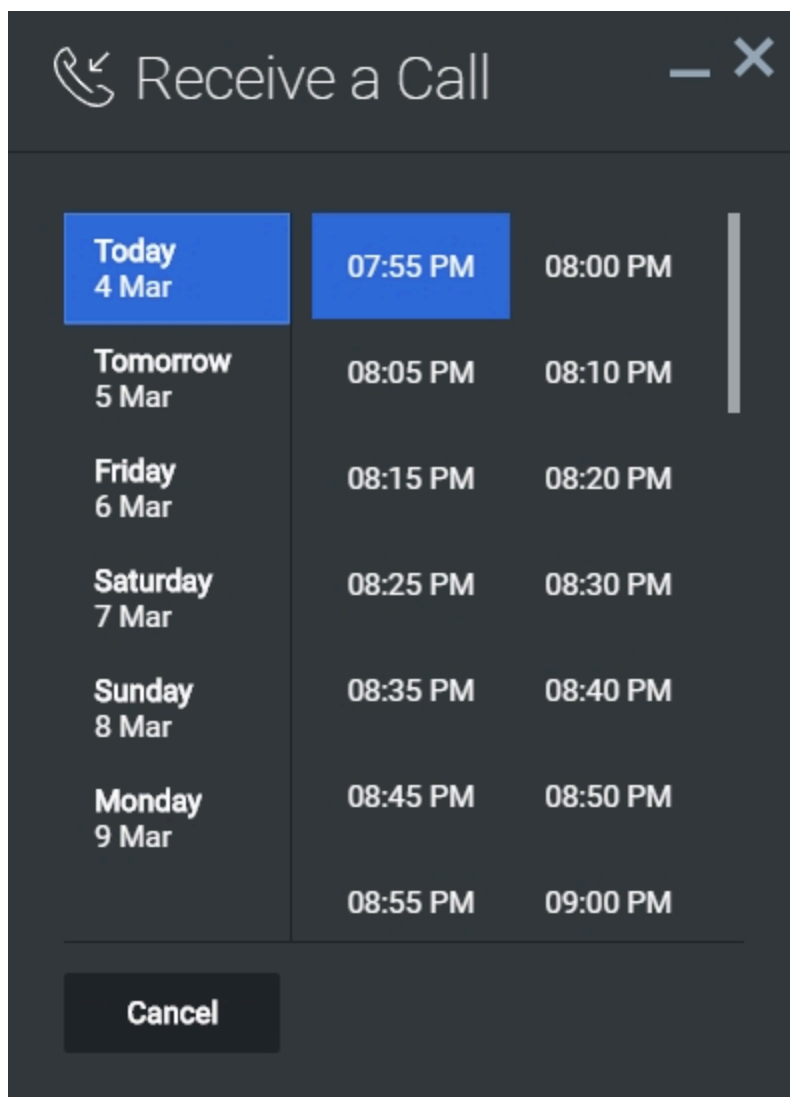 Receive a Call
Today
4 Mar
Tomorrow
5 Mar
Friday
6 Mar
Saturday
7 Mar
Sunday
8 Mar
Monday
9 Mar
07:55 PM 08:00 PM
08:05 PM 08:10 PM
08:15 PM 08:20 PM
08:25 PM 08:30 PM
08:35 PM 08:40 PM
08:45 PM 08:50 PM
08:55 PM 09:00 PM
Cancel